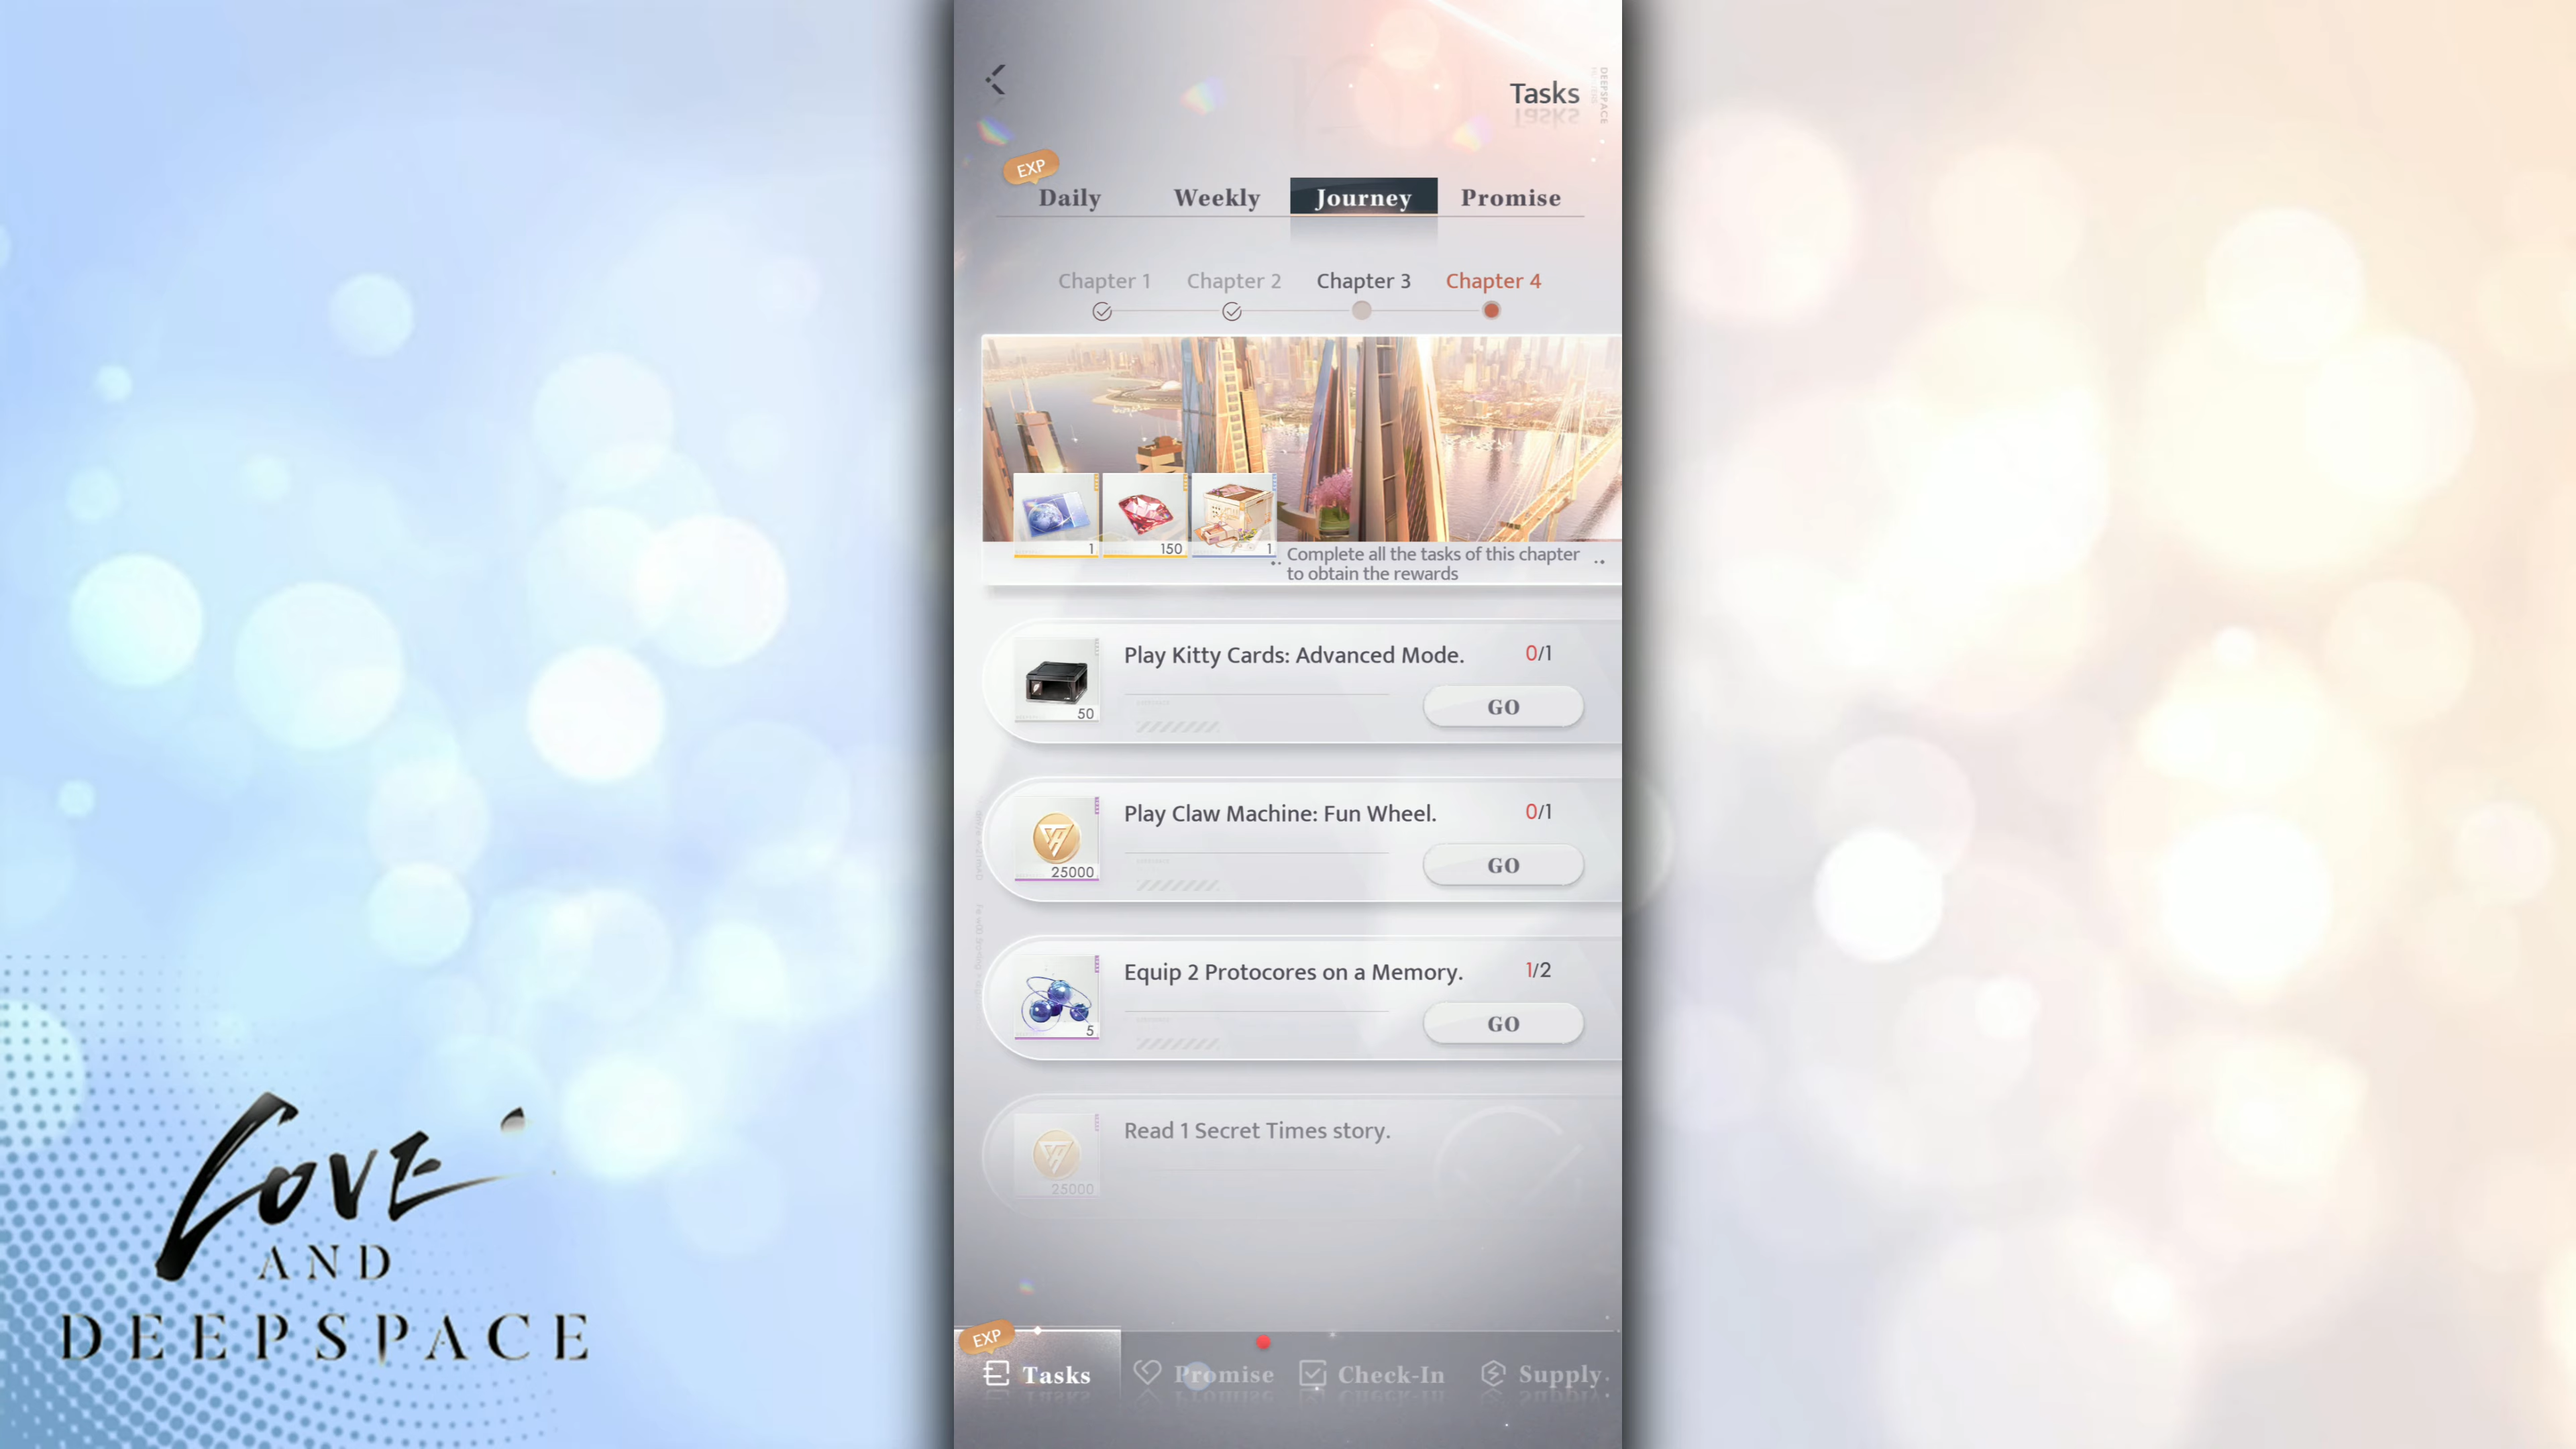 Tasks
DEEPSPACE
EXP
Daily
Weekly
Journey
Promise
Chapter 1
Chapter 2
Chapter 3
Chapter 4
1
150
1
Complete all the tasks of this chapter
to obtain the rewards
Play Kitty Cards: Advanced Mode.
0/1
50
GO
Play Claw Machine: Fun Wheel.
0/1
25000
GO
Equip 2 Protocores on a Memory.
1/2
5
GO
Read 1 Secret Times story.
25000
EXP
Tasks
Promise
Check-In
Supply
LOVE
AND
DEEPSPACE